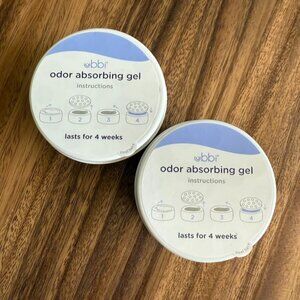 ubbi
odor absorbing gel
instructions
1
2
3
4
lasts for 4 weeks
ubbi
odor absorbing gel
instructions
1
2
3
4
lasts for 4 weeks